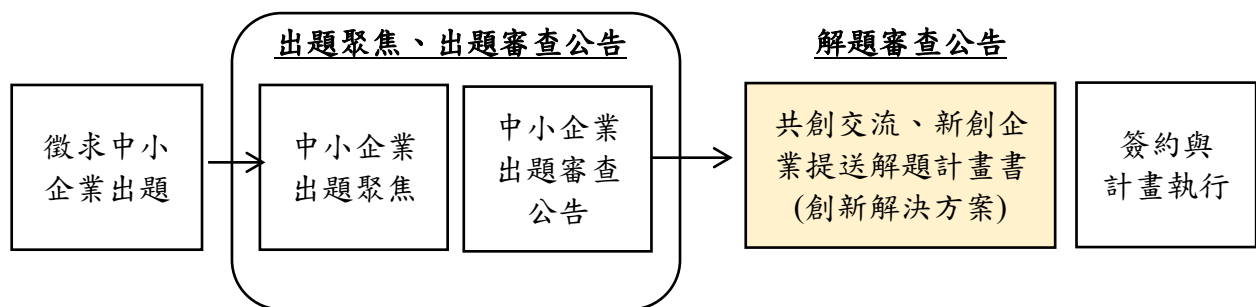 出題聚焦、出題審查公告
解題審查公告
徵求中小
企業出題
中小企業
出題聚焦
中小企業
出題審查
公告
共創交流、新創企
業提送解題計畫書
(創新解決方案)
簽約與
計畫執行